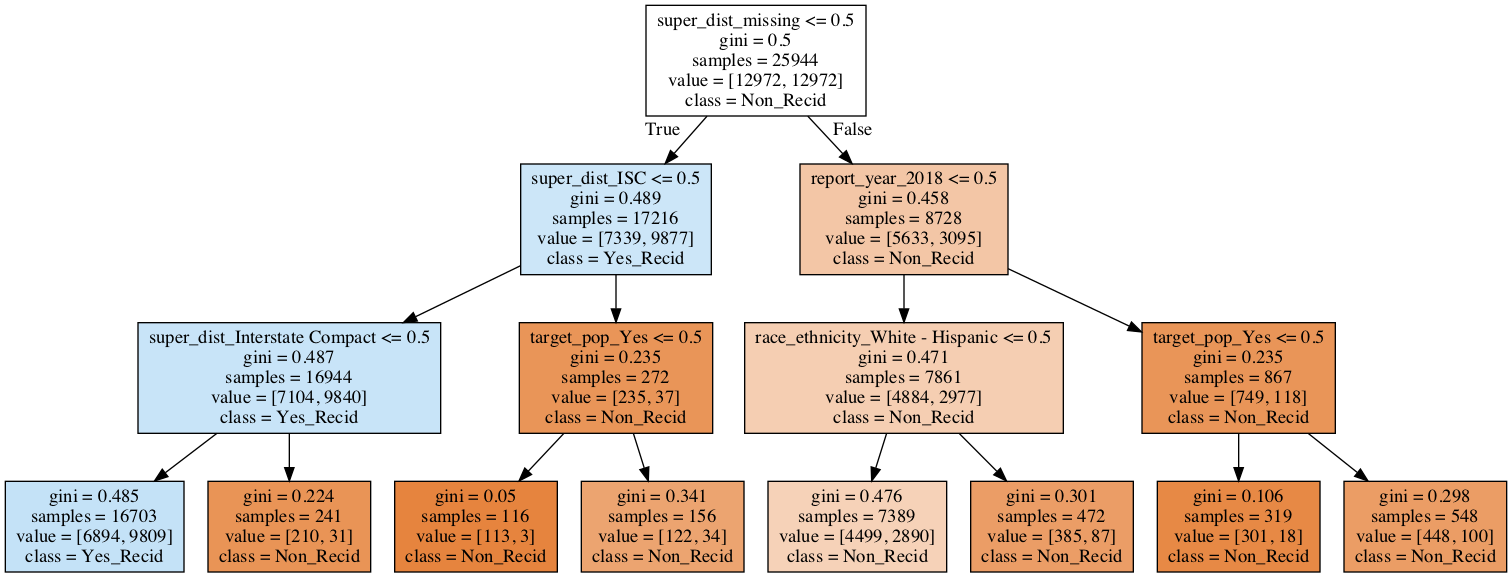 super_dist_missing <= 0.5
gini = 0.5
samples = 25944
value = [12972, 12972]
class = Non_Recid
True
False
super_dist_ISC <= 0.5
gini = 0.489
samples = 17216
value = [7339, 9877]
class = Yes_Recid
report_year_2018 <= 0.5
gini = 0.458
samples = 8728
value = [5633, 3095]
class = Non_Recid
super_dist_Interstate Compact <= 0.5
gini = 0.487
samples = 16944
value = [7104, 9840]
class = Yes_Recid
target_pop_Yes <= 0.5
gini = 0.235
samples = 272
value = [235, 37]
class = Non_Recid
race_ethnicity_White - Hispanic <= 0.5
gini = 0.471
samples = 7861
value = [4884, 2977]
class = Non_Recid
target_pop_Yes <= 0.5
gini = 0.235
samples = 867
value = [749, 118]
class = Non_Recid
gini = 0.485
samples = 16703
value = [6894, 9809]
class = Yes_Recid
gini = 0.224
samples = 241
value = [210, 31]
class = Non_Recid
gini = 0.05
samples = 116
value = [113, 3]
class = Non_Recid
gini = 0.341
samples = 156
value = [122, 34]
class = Non_Recid
gini = 0.476
samples = 7389
value = [4499, 2890]
class = Non_Recid
gini = 0.301
samples = 472
value = [385, 87]
class = Non_Recid
gini = 0.106
samples = 319
value = [301, 18]
class = Non_Recid
gini = 0.298
samples = 548
value = [448, 100]
class = Non_Recid